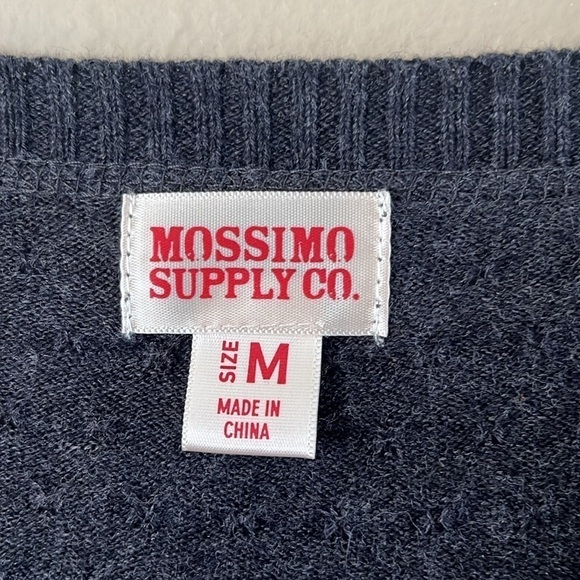 MOSSIMO
SUPPLY CO.
SIZE M
MADE IN
CHINA